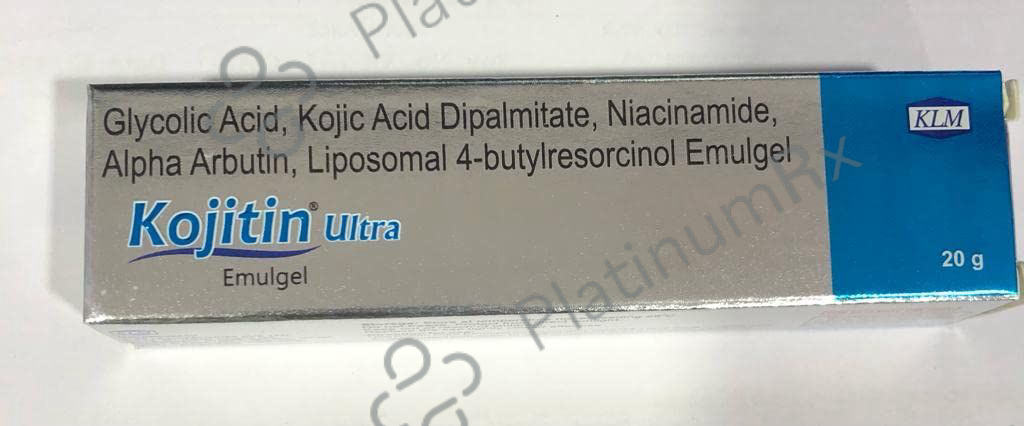 Glycolic Acid, Kojic Acid Dipalmitate, Niacinamide,
Alpha Arbutin, Liposomal 4-butylresorcinol Emulgel
Kojitin® Ultra
Emulgel
KLM
20 g
PlatinumRx